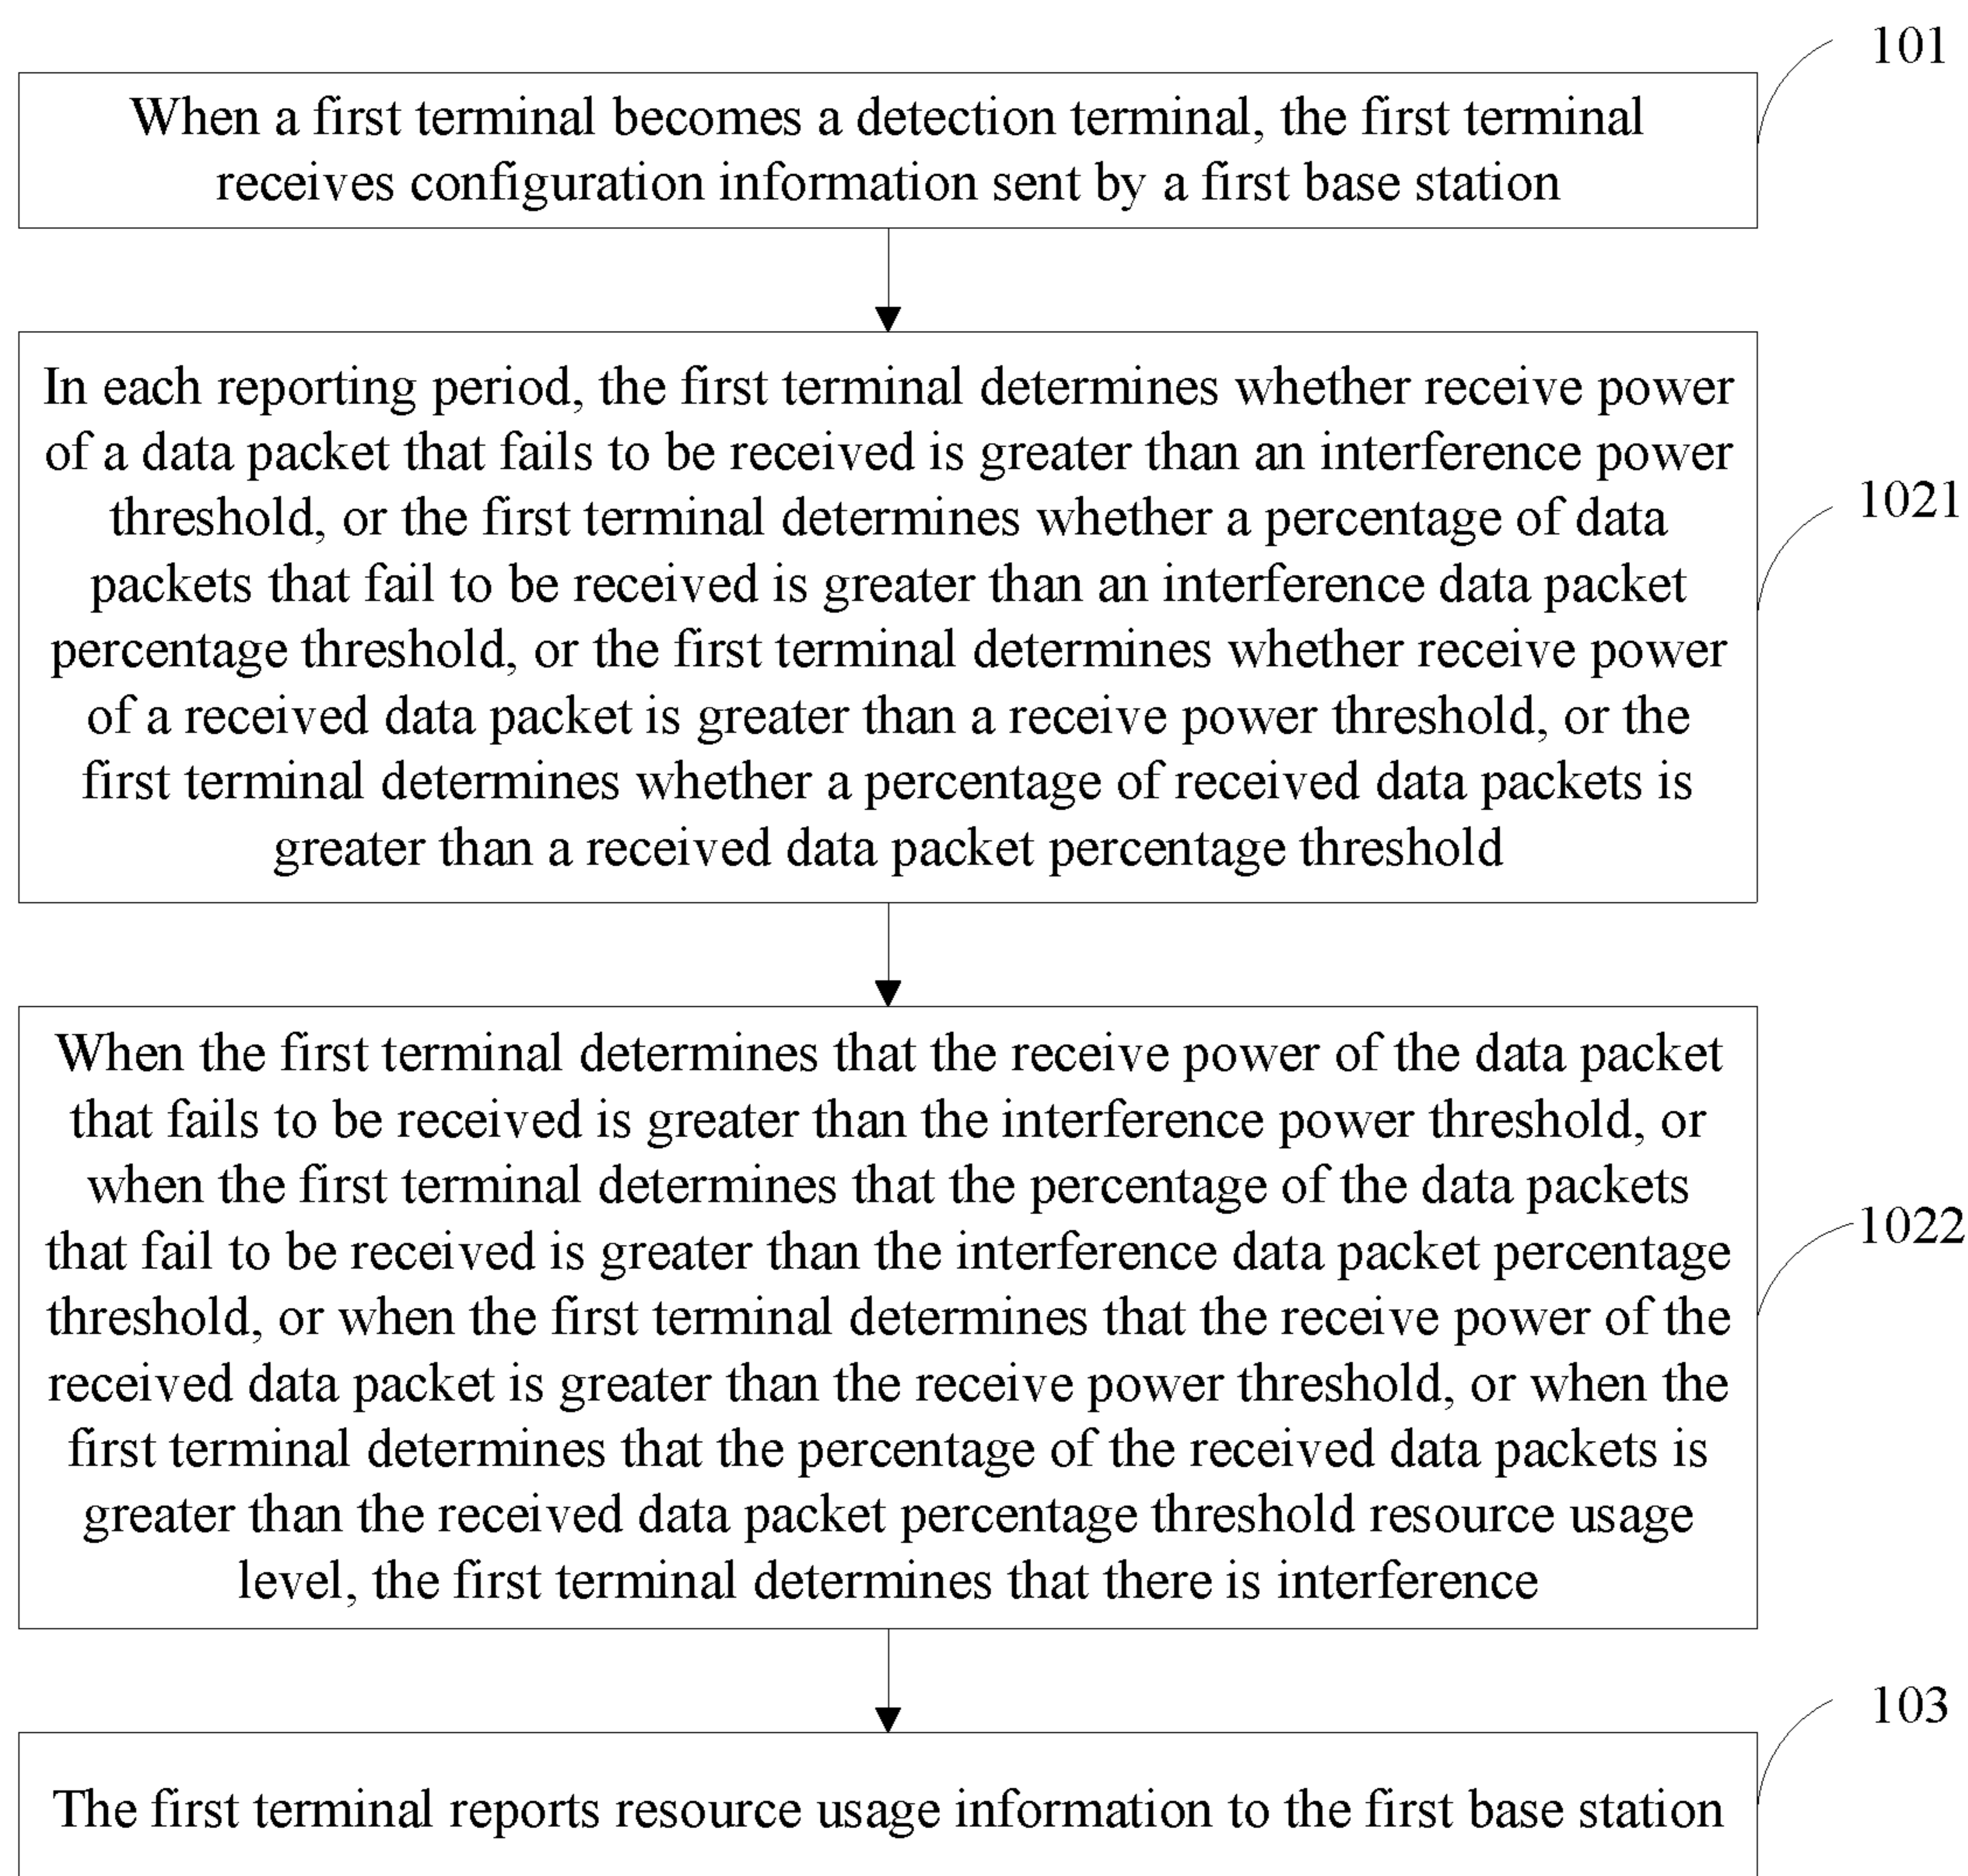 101
When a first terminal becomes a detection terminal, the first terminal
receives configuration information sent by a first base station
In each reporting period, the first terminal determines whether receive power
of a data packet that fails to be received is greater than an interference power
threshold, or the first terminal determines whether a percentage of data
packets that fail to be received is greater than an interference data packet
percentage threshold, or the first terminal determines whether receive power
of a received data packet is greater than a receive power threshold, or the
first terminal determines whether a percentage of received data packets is
greater than a received data packet percentage threshold
1021
When the first terminal determines that the receive power of the data packet
that fails to be received is greater than the interference power threshold, or
when the first terminal determines that the percentage of the data packets
that fail to be received is greater than the interference data packet percentage
threshold, or when the first terminal determines that the receive power of the
received data packet is greater than the receive power threshold, or when the
first terminal determines that the percentage of the received data packets is
greater than the received data packet percentage threshold resource usage
level, the first terminal determines that there is interference
1022
103
The first terminal reports resource usage information to the first base station